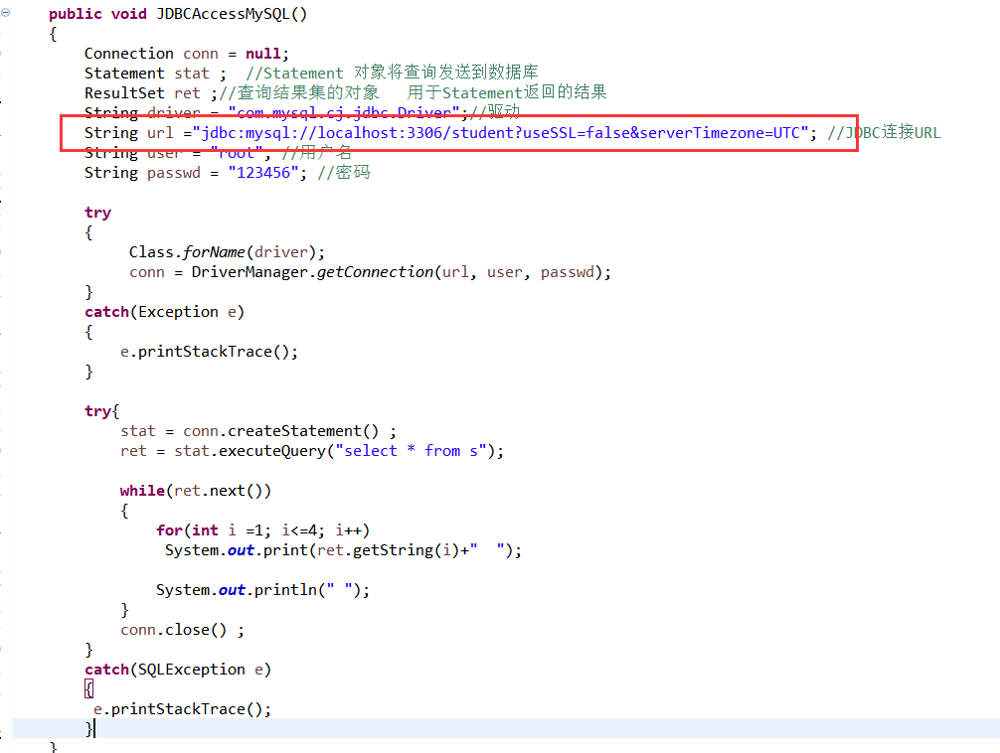 public void JDBCAccessMySQL()
{
Connection conn = null;
Statement stat ; //Statement 对象将查询发送到数据库
ResultSet ret ;//查询结果集的对象 用于Statement返回的结果
String driver = "com.mysql.cj.jdbc.Driver";//驱动
String url ="jdbc:mysql://localhost:3306/student?useSSL=false&serverTimezone=UTC"; //JDBC连接URL
String user = "root"; //用户名
String passwd = "123456"; //密码
try
{
Class.forName(driver);
conn = DriverManager.getConnection(url, user, passwd);
}
catch(Exception e)
{
e.printStackTrace();
}
try{
stat = conn.createStatement() ;
ret = stat.executeQuery("select * from s");
while(ret.next())
{
for(int i =1; i<=4; i++)
System.out.print(ret.getString(i)+"  ");
System.out.println(" ");
}
conn.close() ;
}
catch(SQLException e)
{
e.printStackTrace();
}
}